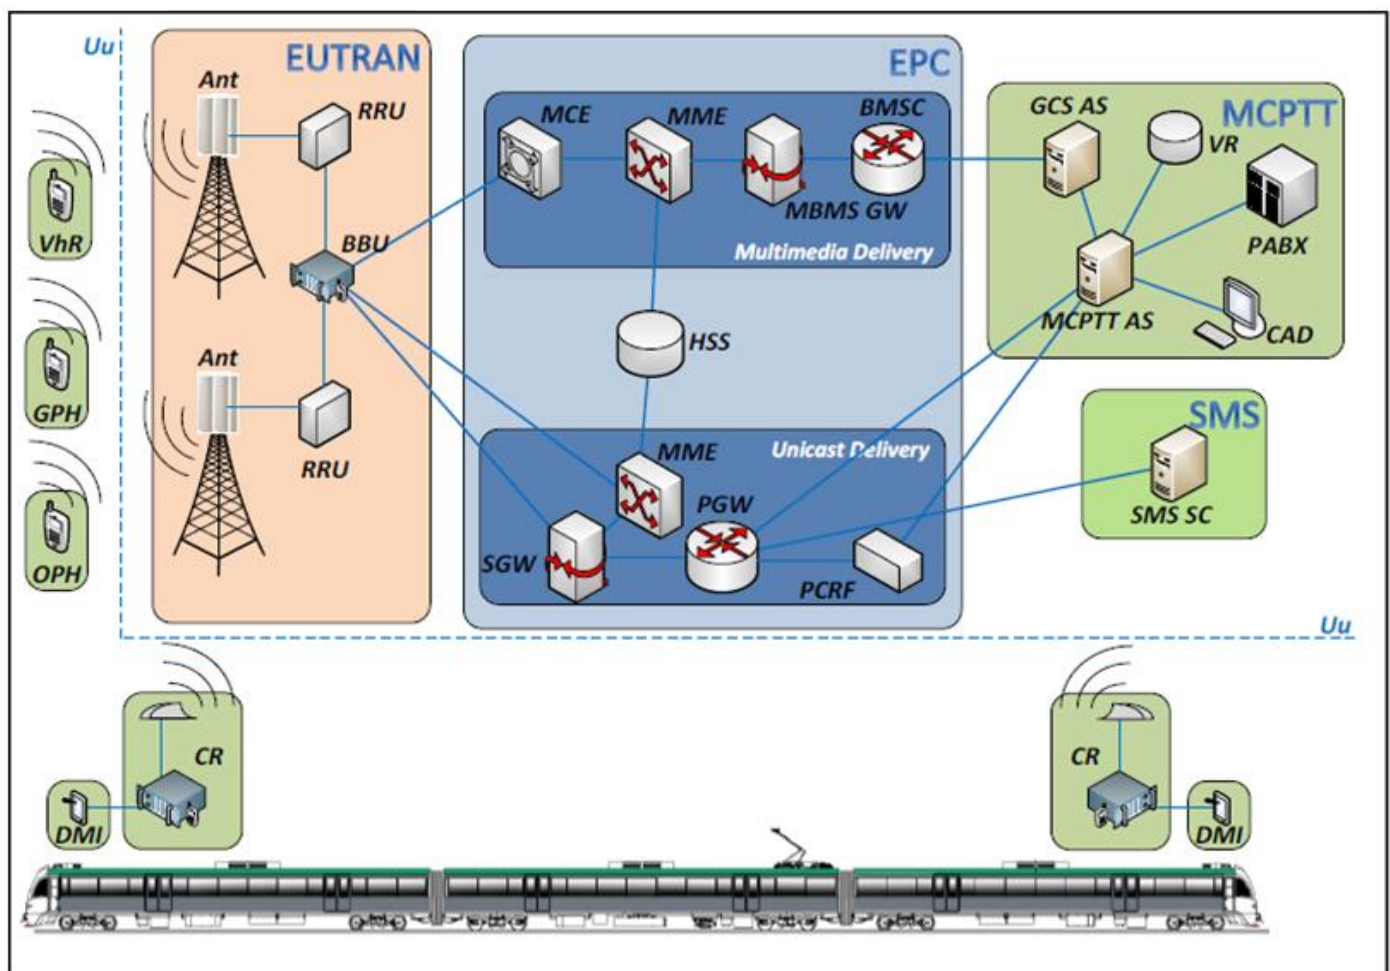 Uu
EUTRAN
Ant
RRU
BBU
Ant
RRU
VhR
GPH
OPH
EPC
MCE
MME
BMSC
MBMS GW
Multimedia Delivery
HSS
Unicast Delivery
MME
PGW
SGW
PCRF
MCPTT
GCS AS
VR
PABX
MCPTT AS
CAD
SMS
SMS SC
Uu
CR
DMI
CR
DMI